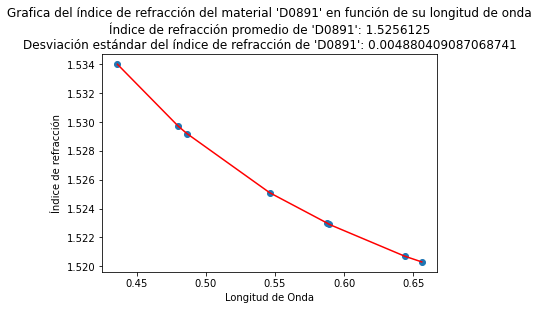 Grafica del índice de refracción del material 'D0891' en función de su longitud de onda
Índice de refracción promedio de 'D0891': 1.5256125
Desviación estándar del índice de refracción de 'D0891': 0.004880409087068741
1.534
1.532
1.530
1.528
1.526
1.524
1.522
1.520
Índice de refracción
0.45
0.50
0.55
0.60
0.65
Longitud de Onda